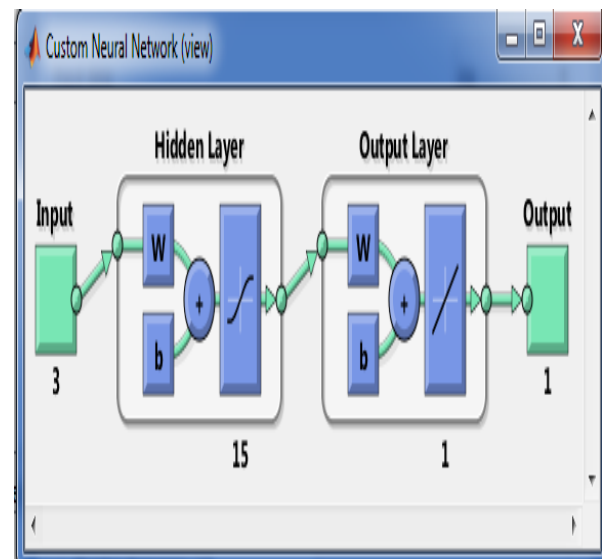 Custom Neural Network (view)
Hidden Layer
Output Layer
Input
Output
W
W
+
+
b
b
3
1
15
1